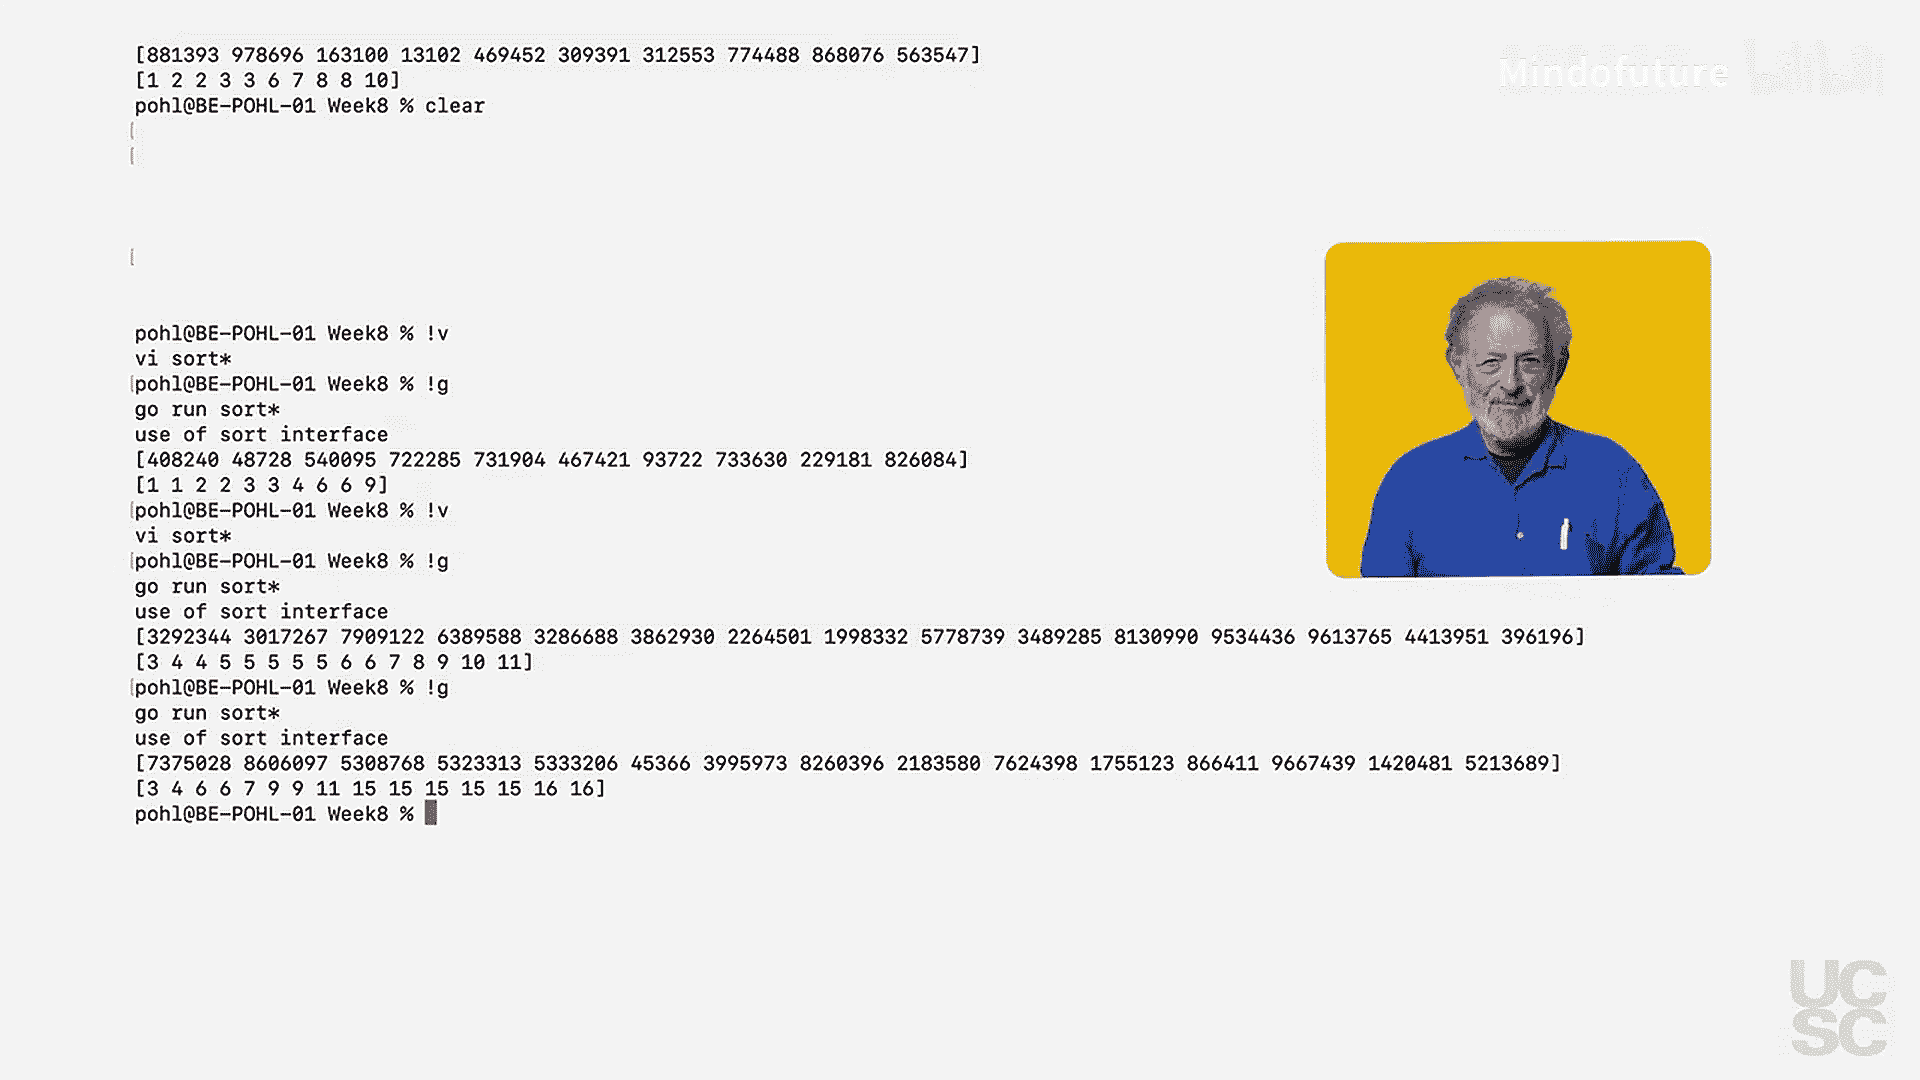 [881393 978696 163100 13102 469452 309391 312553 774488 868076 563547]
[1 2 2 3 3 6 7 8 8 10]
pohl@BE-POHL-01 Week8 % clear
[
[
[
pohl@BE-POHL-01 Week8 % !v
vi sort*
[pohl@BE-POHL-01 Week8 % !g
go run sort*
use of sort interface
[408240 48728 540095 722285 731904 467421 93722 733630 229181 826084]
[1 1 2 2 3 3 4 6 6 9]
[pohl@BE-POHL-01 Week8 % !v
vi sort*
[pohl@BE-POHL-01 Week8 % !g
go run sort*
use of sort interface
[3292344 3017267 7909122 6389588 3286688 3862930 2264501 1998332 5778739 3489285 8130990 9534436 9613765 4413951 396196]
[3 4 4 5 5 5 5 5 6 6 7 8 9 10 11]
[pohl@BE-POHL-01 Week8 % !g
go run sort*
use of sort interface
[7375028 8606097 5308768 5323313 5333206 45366 3995973 8260396 2183580 7624398 1755123 866411 9667439 1420481 5213689]
[3 4 6 6 7 9 9 11 15 15 15 15 15 16 16]
pohl@BE-POHL-01 Week8 %
Mindofuture
UC
SC